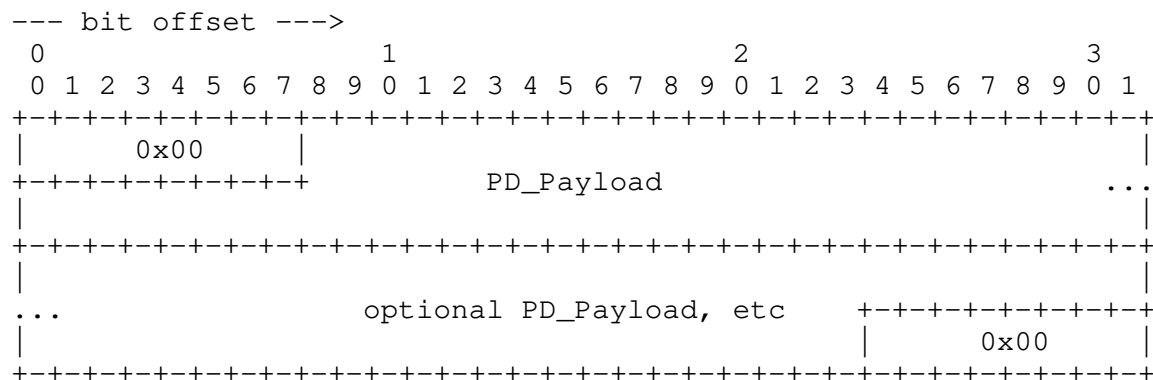 --- bit offset --->
 0                   1                   2                   3
 0 1 2 3 4 5 6 7 8 9 0 1 2 3 4 5 6 7 8 9 0 1 2 3 4 5 6 7 8 9 0 1
+-+-+-+-+-+-+-+-+-+-+-+-+-+-+-+-+-+-+-+-+-+-+-+-+-+-+-+-+-+-+-+-+
|      0x00     |                                               |
+-+-+-+-+-+-+-+-+          PD_Payload                         ...
|                                                               |
+-+-+-+-+-+-+-+-+-+-+-+-+-+-+-+-+-+-+-+-+-+-+-+-+-+-+-+-+-+-+-+-+
|                                                               |
...                 optional PD_Payload, etc    +-+-+-+-+-+-+-+-+
|                                               |      0x00     |
+-+-+-+-+-+-+-+-+-+-+-+-+-+-+-+-+-+-+-+-+-+-+-+-+-+-+-+-+-+-+-+-+